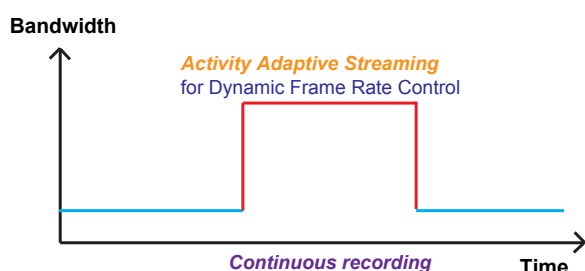 Bandwidth
Activity Adaptive Streaming
for Dynamic Frame Rate Control
Continuous recording
Time